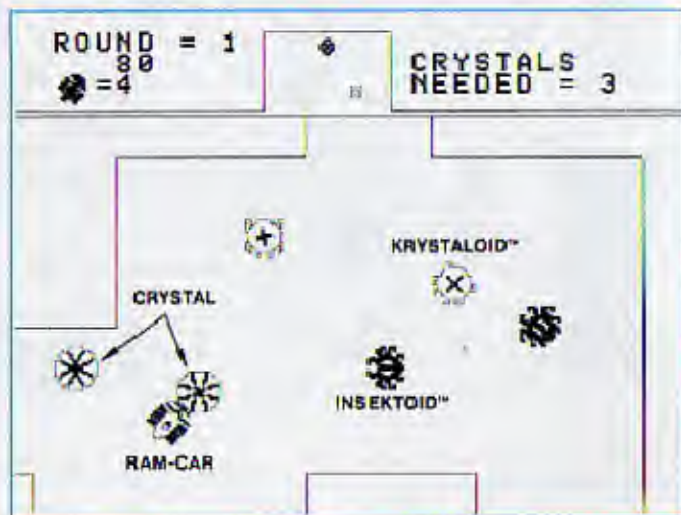 ROUND = 1
80
=4
CRYSTALS
NEEDED = 3
KRYSTALOID™
CRYSTAL
INSEKTOID™
RAM-CAR